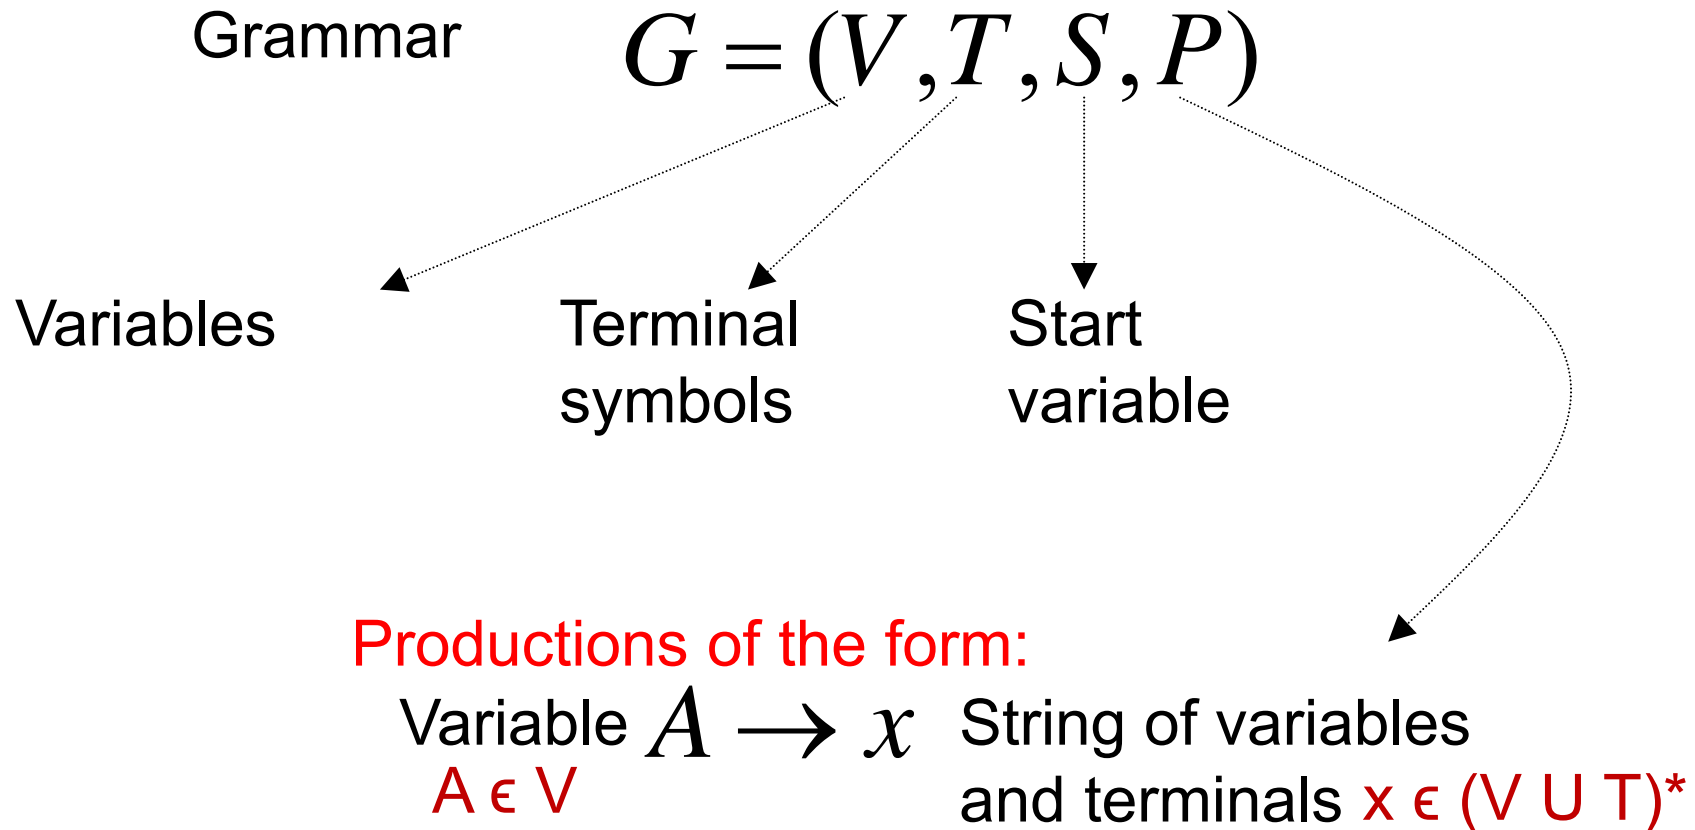 Grammar G = (V, T, S, P)
Variables Terminal symbols Start variable
Productions of the form:
Variable A → x String of variables
A ϵ V and terminals x ϵ (V U T)*